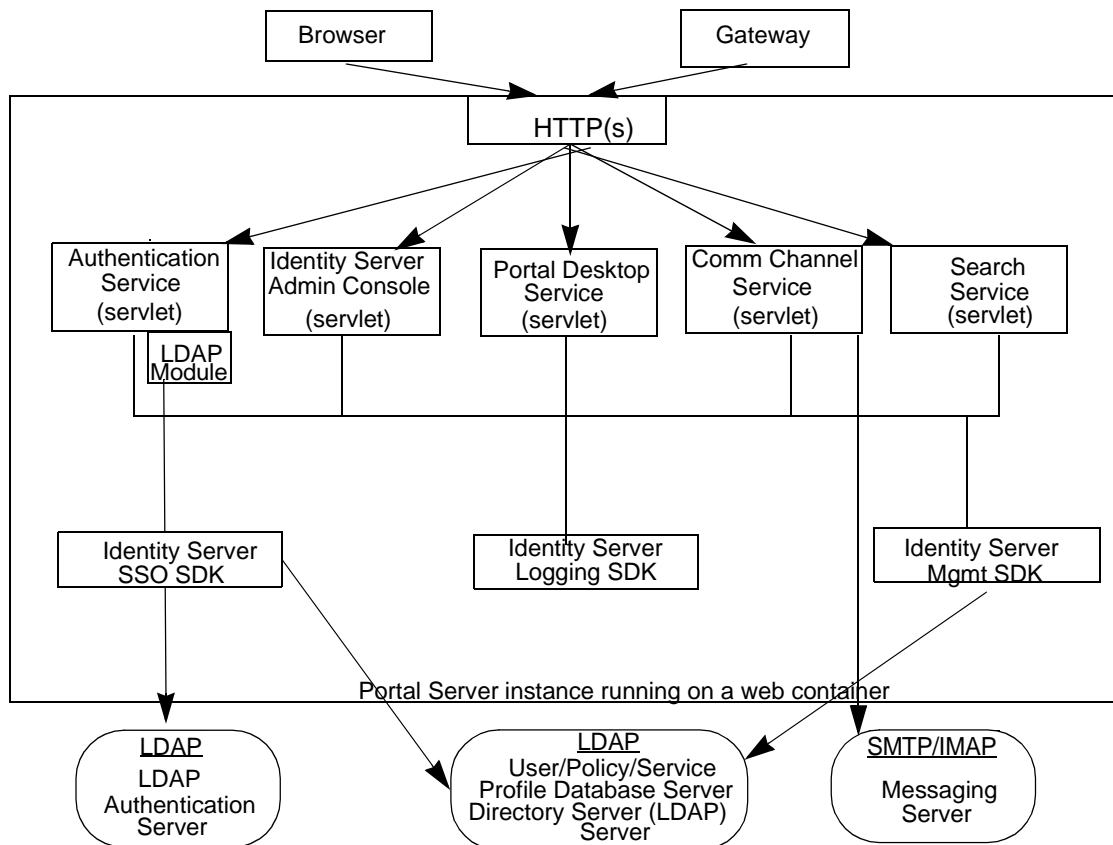 Browser
Gateway
HTTP(s)
Authentication
Service
(servlet)
LDAP
Module
Identity Server
Admin Console
(servlet)
Portal Desktop
Service
(servlet)
Comm Channel
Service
(servlet)
Search
Service
(servlet)
Identity Server
SSO SDK
Identity Server
Logging SDK
Identity Server
Mgmt SDK
Portal Server instance running on a web container
LDAP
LDAP
Authentication
Server
LDAP
User/Policy/Service
Profile Database Server
Directory Server (LDAP)
Server
SMTP/IMAP
Messaging
Server